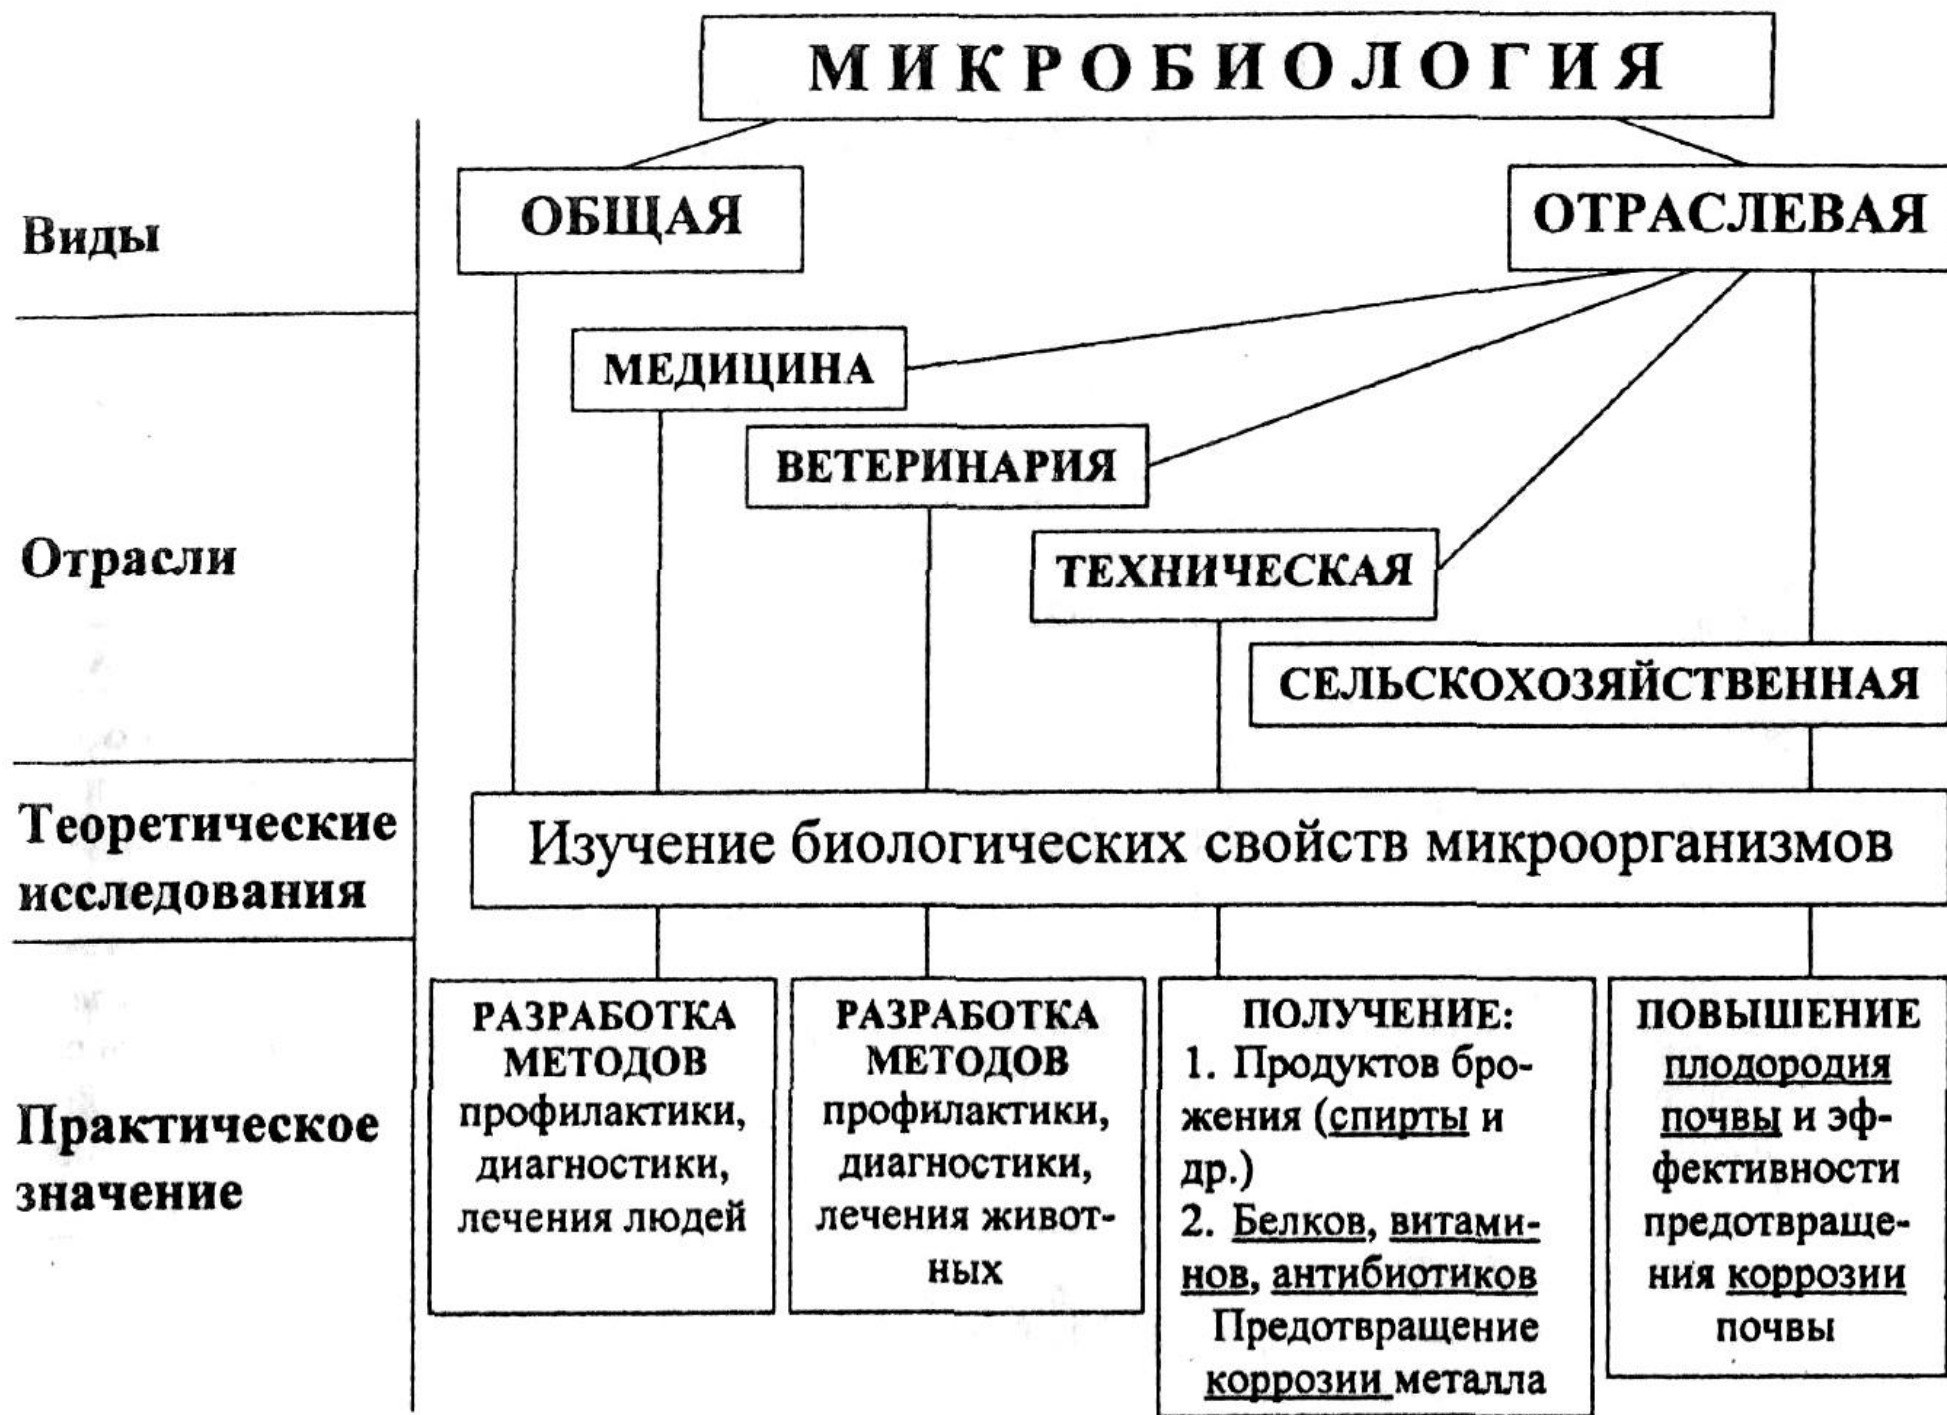 МИКРОБИОЛОГИЯ
Виды
ОБЩАЯ
ОТРАСЛЕВАЯ
Отрасли
МЕДИЦИНА
ВЕТЕРИНАРИЯ
ТЕХНИЧЕСКАЯ
СЕЛЬСКОХОЗЯЙСТВЕННАЯ
Теоретические
исследования
Изучение биологических свойств микроорганизмов
Практическое
значение
РАЗРАБОТКА
МЕТОДОВ
профилактики,
диагностики,
лечения людей
РАЗРАБОТКА
МЕТОДОВ
профилактики,
диагностики,
лечения живот-
ных
ПОЛУЧЕНИЕ:
1. Продуктов бро-
жения (спирты и
др.)
2. Белков, витами-
нов, антибиотиков
Предотвращение
коррозии металла
ПОВЫШЕНИЕ
плодородия
почвы и эф-
фективности
предотвраще-
ния коррозии
почвы